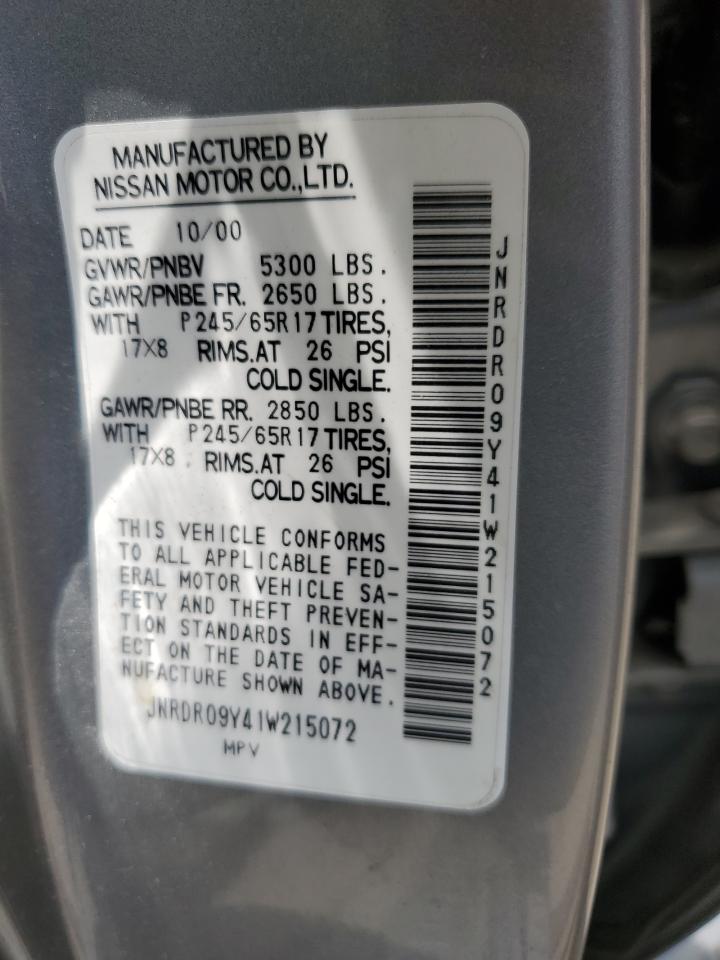 MANUFACTURED BY
NISSAN MOTOR CO.,LTD.
DATE 10/00
GVWR/PNBV 5300 LBS.
GAWR/PNBE FR. 2650 LBS.
WITH P245/65R17 TIRES,
17X8 RIMS.AT 26 PSI
COLD SINGLE.
GAWR/PNBE RR. 2850 LBS.
WITH P245/65R17 TIRES,
17X8 RIMS.AT 26 PSI
COLD SINGLE.
THIS VEHICLE CONFORMS
TO ALL APPLICABLE FED-
ERAL MOTOR VEHICLE SA-
FETY AND THEFT PREVEN-
TION STANDARDS IN EFF-
ECT ON THE DATE OF MA-
NUFACTURE SHOWN ABOVE.
JNRDR09Y41W215072
MPV
JNRDR09Y41W215072